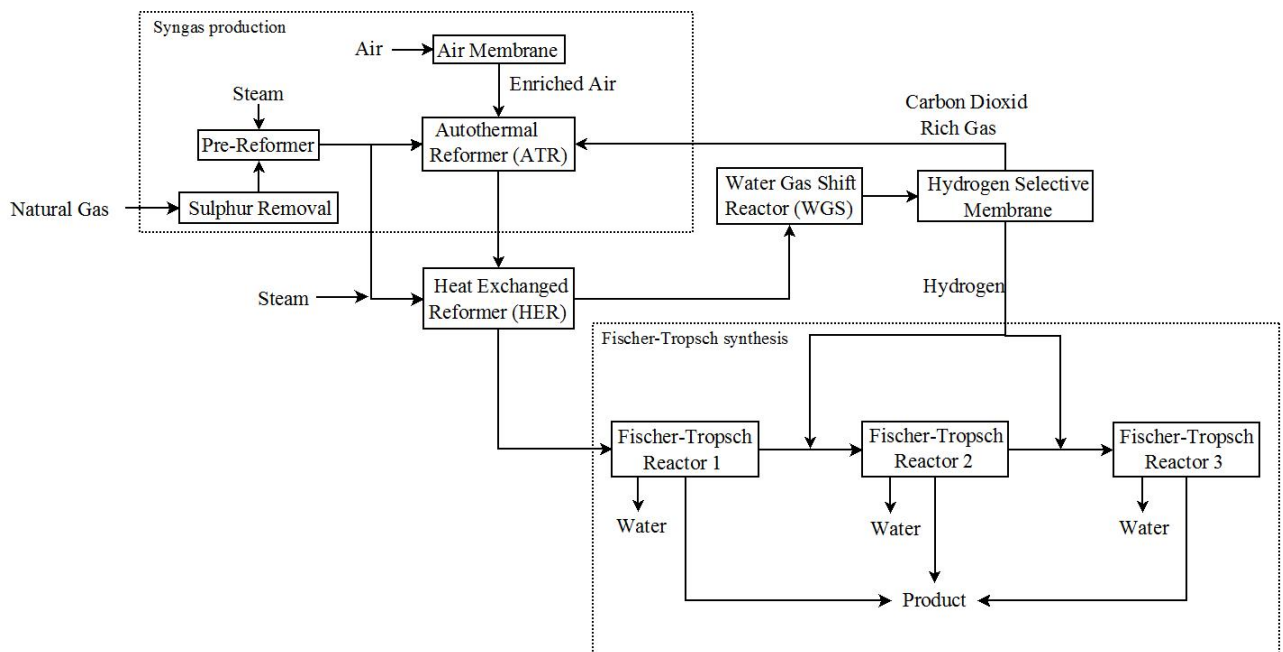 Syngas production
Air
Air Membrane
Enriched Air
Steam
Carbon Dioxid
Rich Gas
Pre-Reformer
Autothermal
Reformer (ATR)
Natural Gas
Sulphur Removal
Water Gas Shift
Reactor (WGS)
Hydrogen Selective
Membrane
Steam
Heat Exchanged
Reformer (HER)
Hydrogen
Fischer-Tropsch synthesis
Fischer-Tropsch
Reactor 1
Fischer-Tropsch
Reactor 2
Fischer-Tropsch
Reactor 3
Water
Water
Water
Product